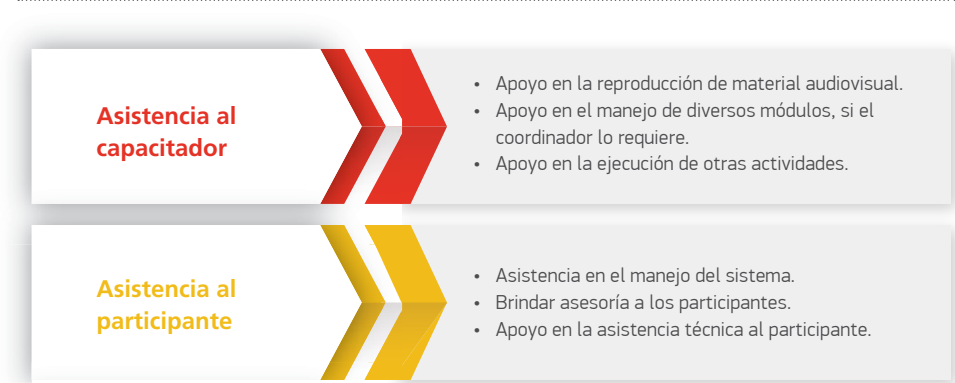 Asistencia al
capacitador
• Apoyo en la reproducción de material audiovisual.
• Apoyo en el manejo de diversos módulos, si el
coordinador lo requiere.
• Apoyo en la ejecución de otras actividades.
Asistencia al
participante
• Asistencia en el manejo del sistema.
• Brindar asesoría a los participantes.
• Apoyo en la asistencia técnica al participante.